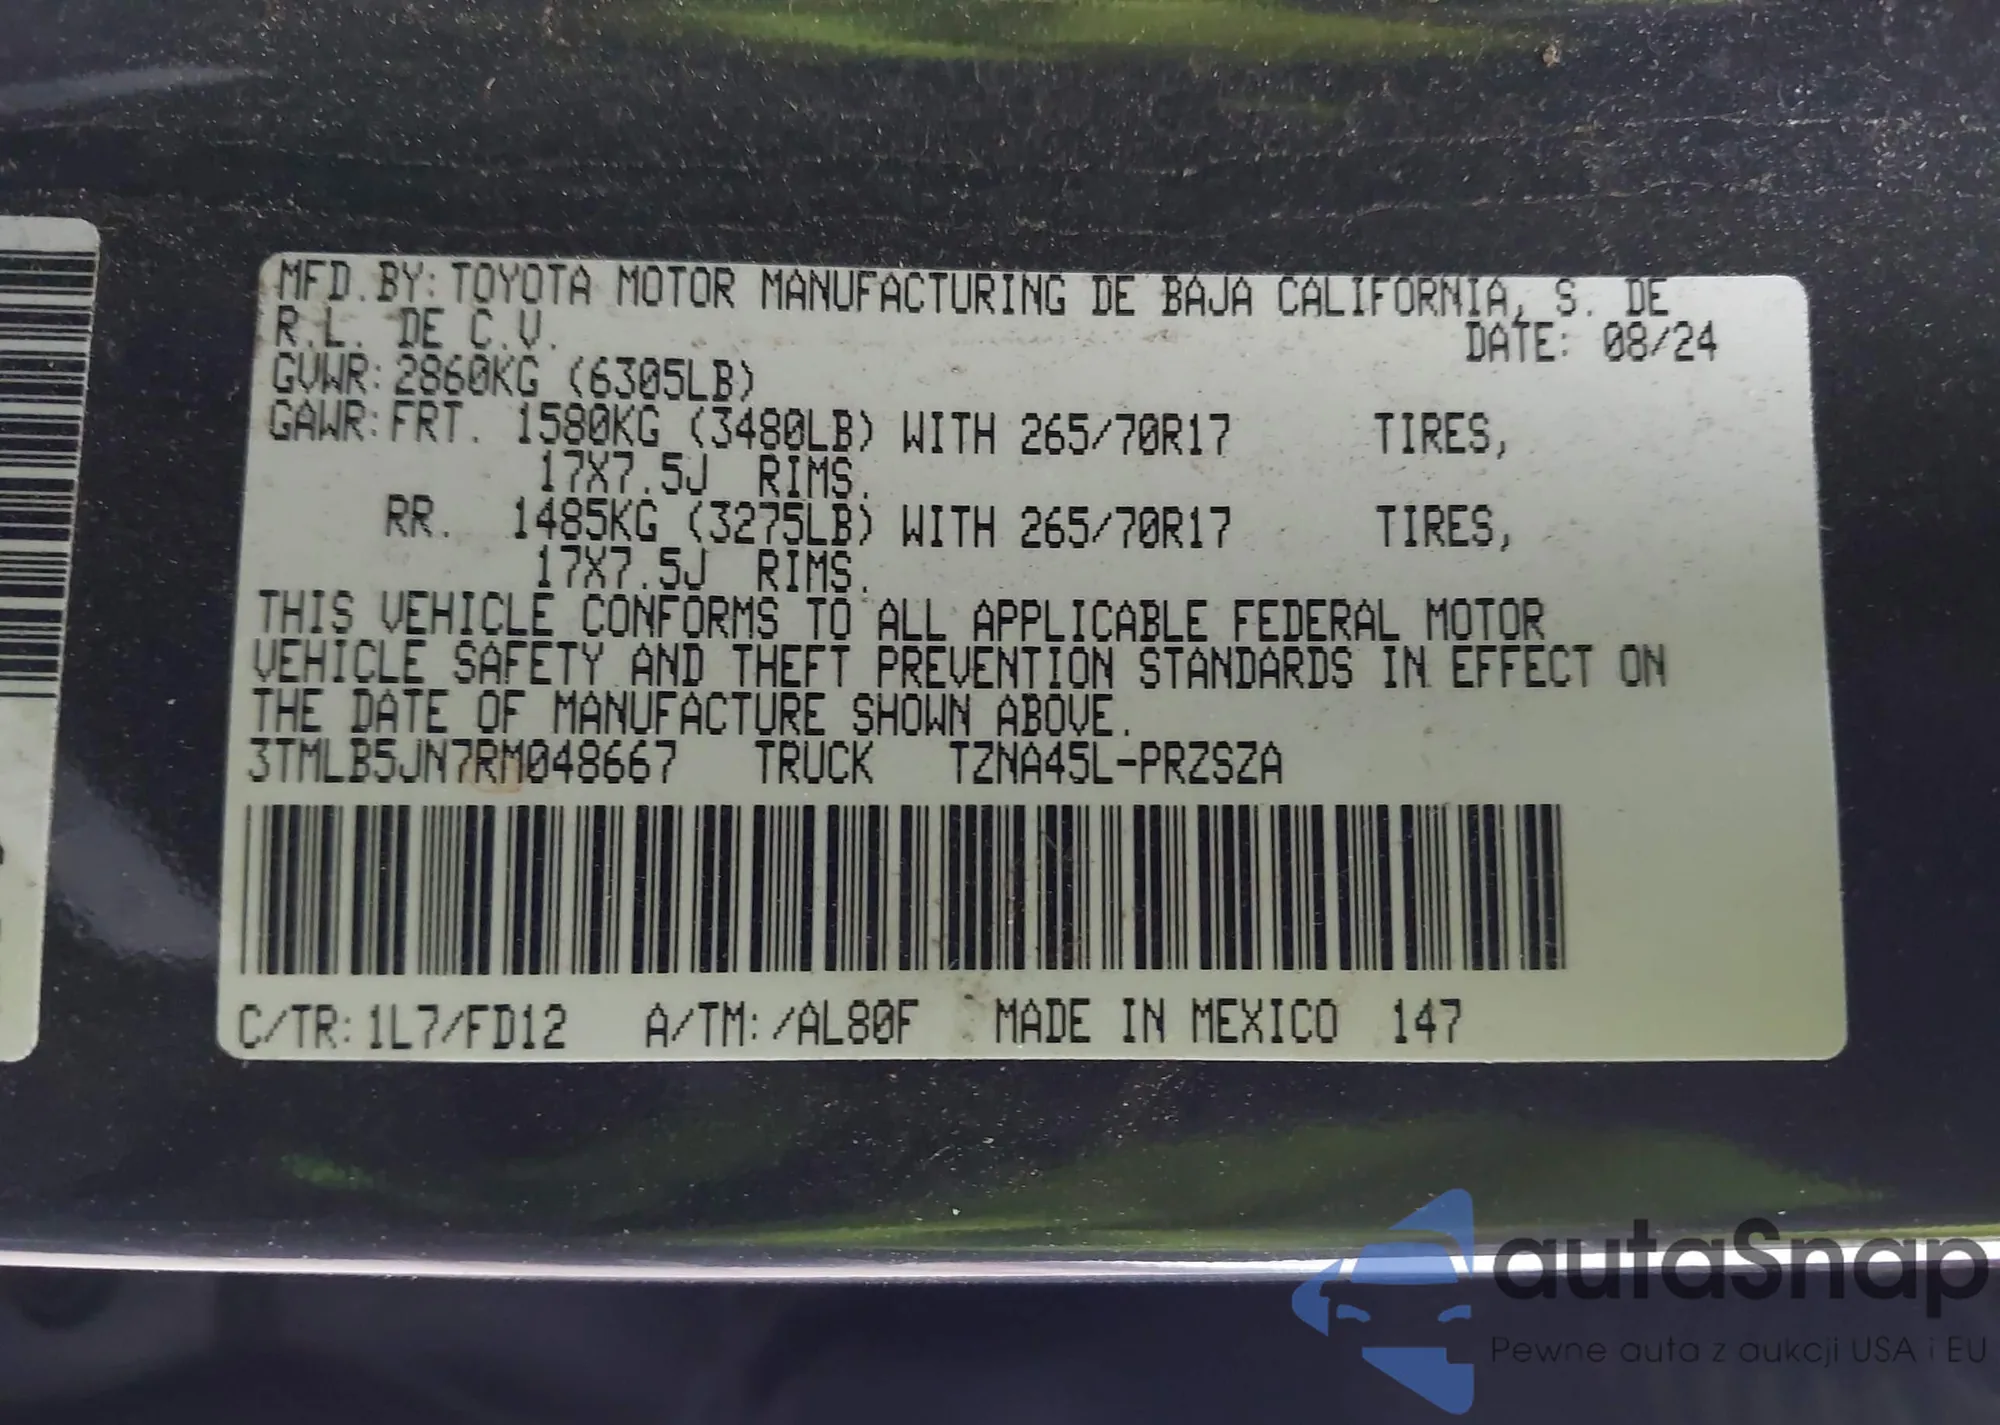 MFD.BY: TOYOTA MOTOR MANUFACTURING DE BAJA CALIFORNIA, S. DE
R.L. DE C.V.
DATE: 08/24
GVWR: 2860KG (6305LB)
GAWR: FRT. 1580KG (3480LB) WITH 265/70R17 TIRES,
17X7.5J RIMS.
RR. 1485KG (3275LB) WITH 265/70R17 TIRES,
17X7.5J RIMS.
THIS VEHICLE CONFORMS TO ALL APPLICABLE FEDERAL MOTOR
VEHICLE SAFETY AND THEFT PREVENTION STANDARDS IN EFFECT ON
THE DATE OF MANUFACTURE SHOWN ABOVE.
3TMLB5JN7RM048667 TRUCK TZNA45L-PRZSZA
C/TR: 1L7/FD12 A/TM: /AL80F MADE IN MEXICO 147
autaSnap
Pewne auta z aukcji USA i EU